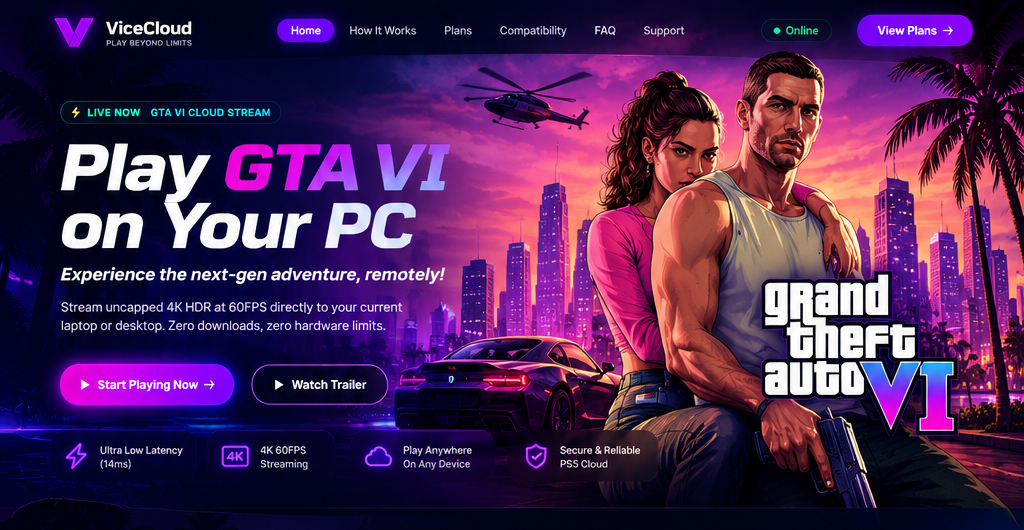 ViceCloud
PLAY BEYOND LIMITS
Home
How It Works
Plans
Compatibility
FAQ
Support
Online
View Plans →
LIVE NOW GTA VI CLOUD STREAM
Play GTA VI
on Your PC
Experience the next-gen adventure, remotely!
Stream uncapped 4K HDR at 60FPS directly to your current
laptop or desktop. Zero downloads, zero hardware limits.
Start Playing Now →
Watch Trailer
Ultra Low Latency
(14ms)
4K
4K 60FPS
Streaming
Play Anywhere
On Any Device
Secure & Reliable
PS5 Cloud
grand
theft
auto
VI